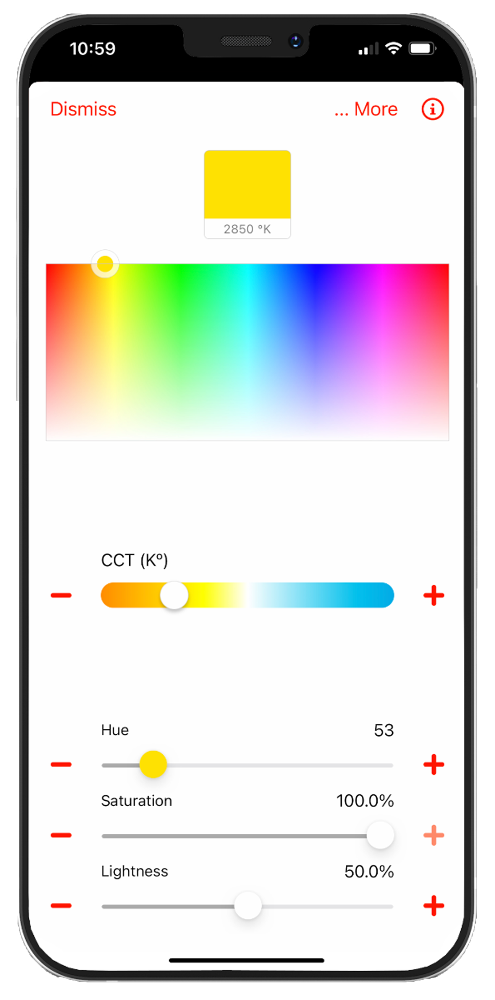 10:59
Dismiss ... More
2850 °K
CCT (K°)
Hue 53
Saturation 100.0%
Lightness 50.0%